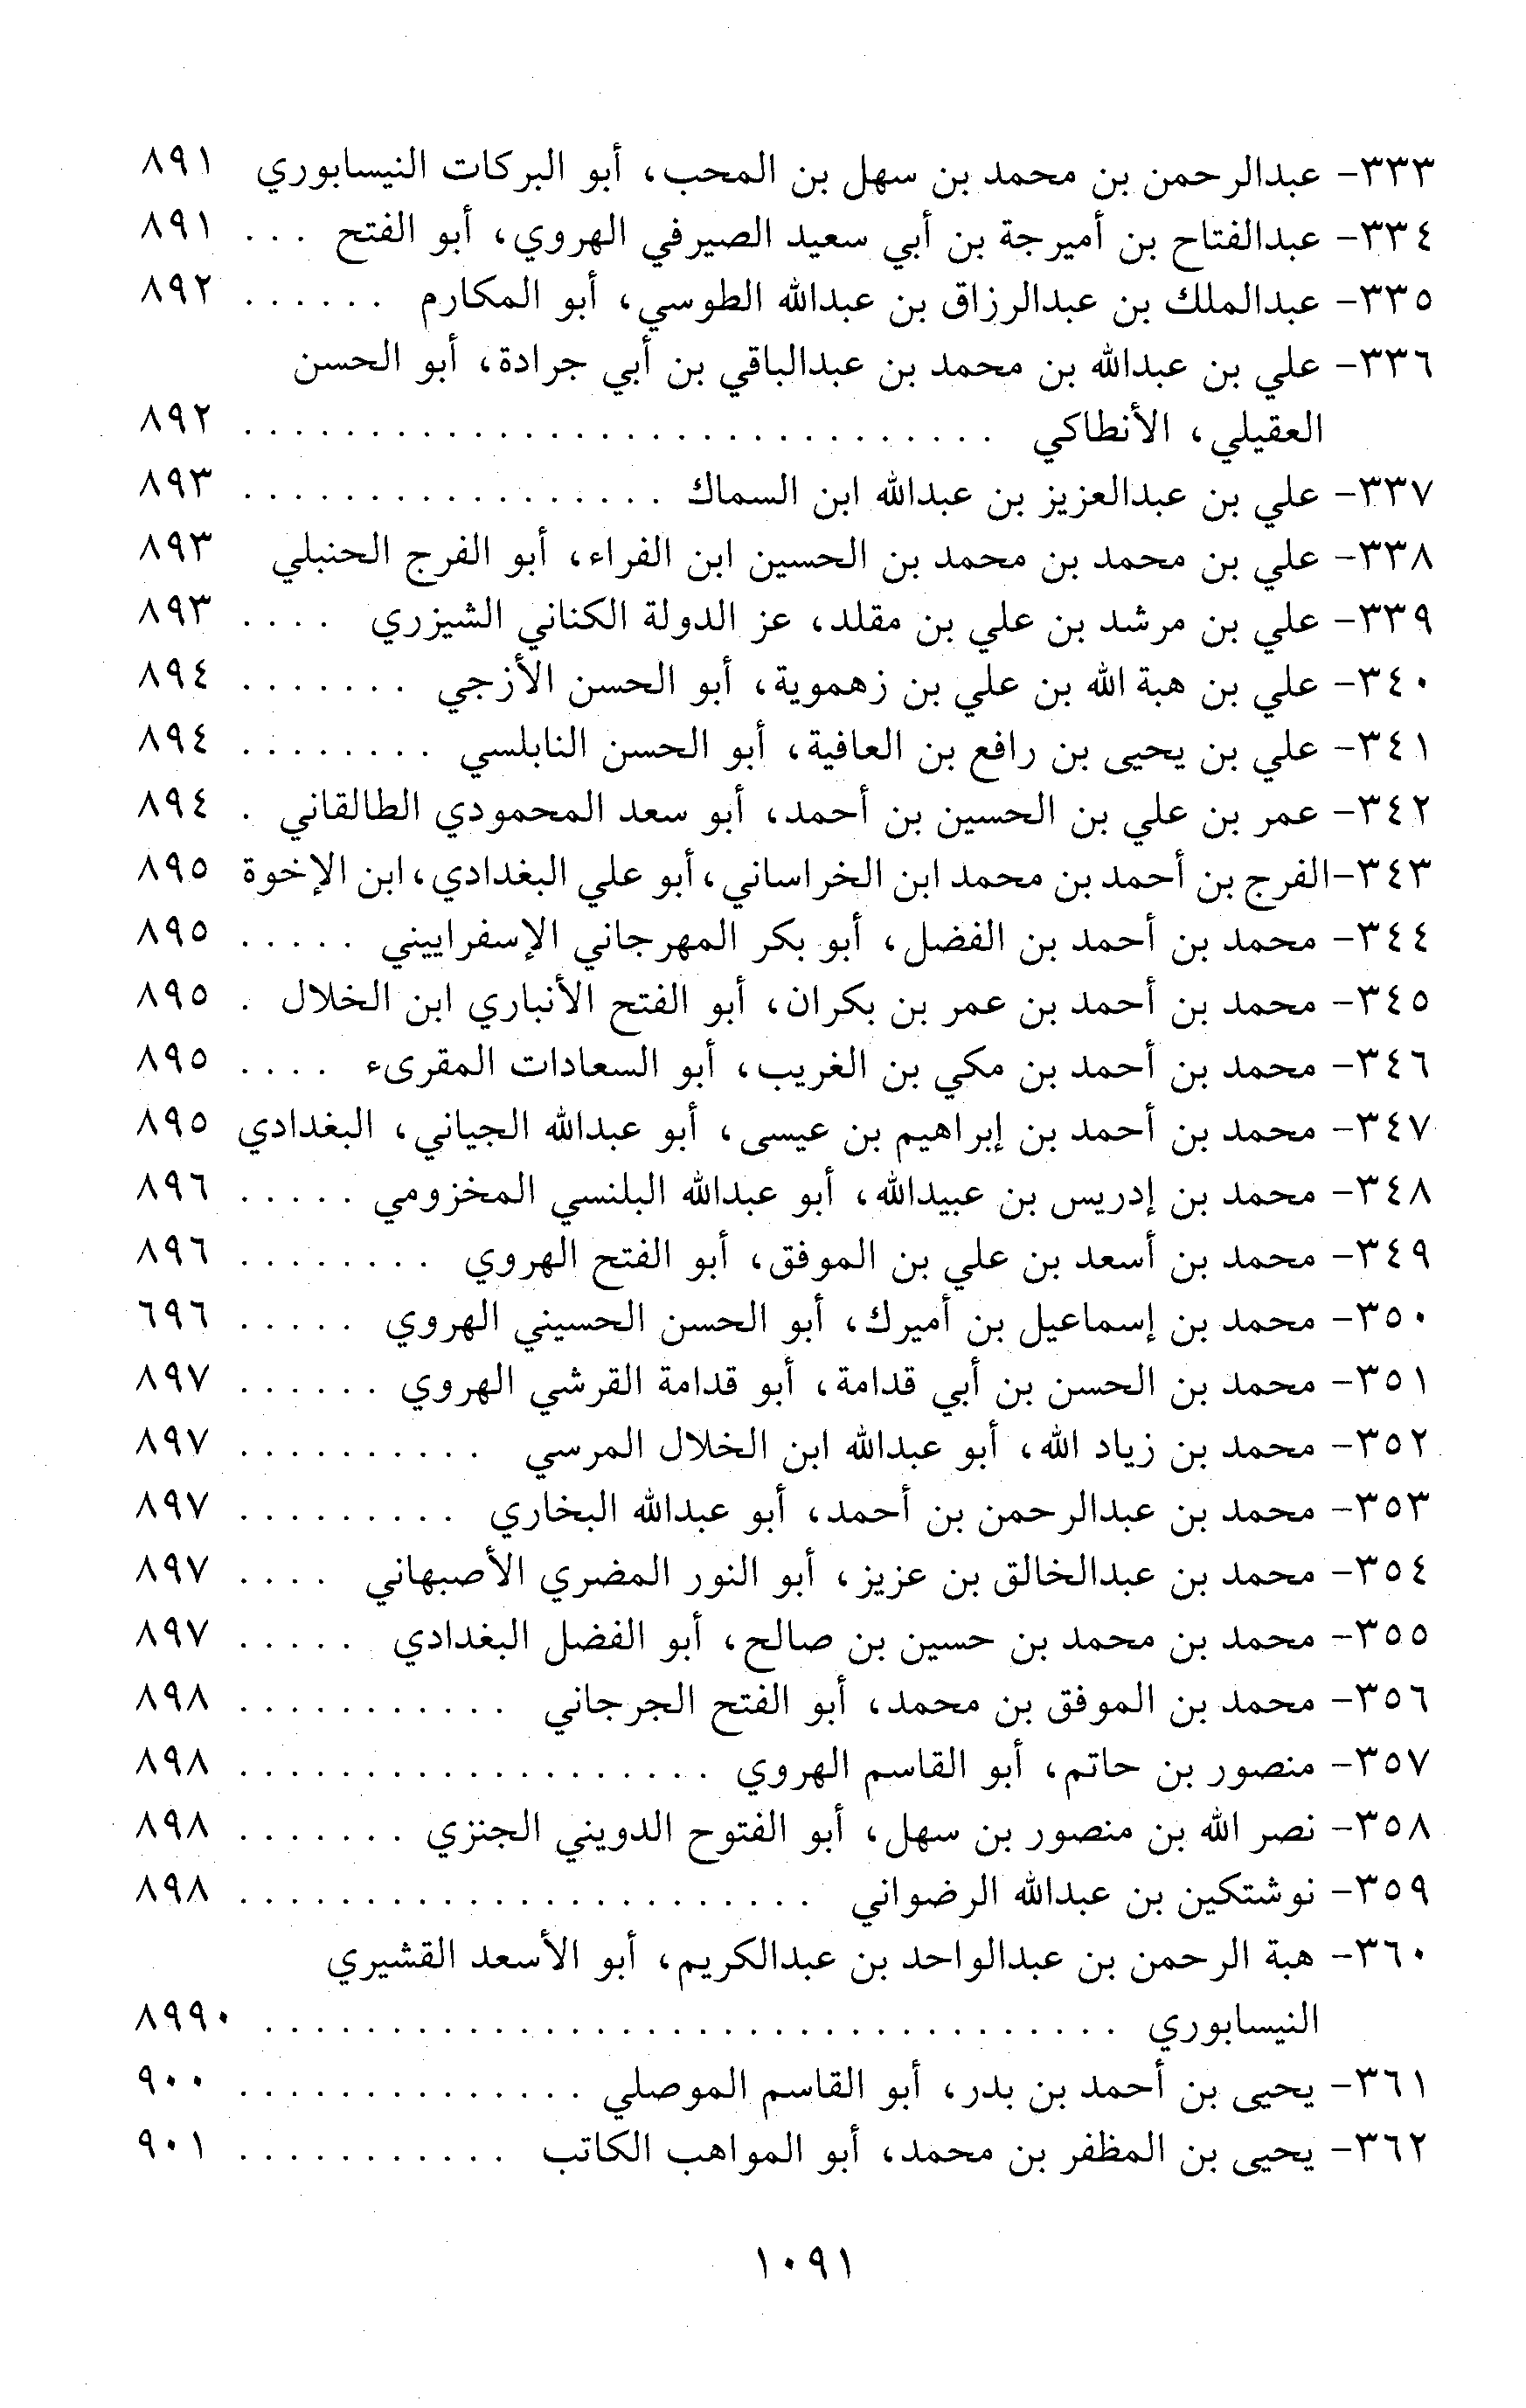 ٣٣٣- عبدالرحمن بن محمد بن سهل بن المحب، أبو البركات النيسابوري ٨٩١
٣٣٤- عبدالفتاح بن أميرجة بن أبي سعيد الصيرفي الهروي، أبو الفتح . . . ٨٩١
٣٣٥- عبدالملك بن عبدالرزاق بن عبدالله الطوسي، أبو المكارم . . . . . . ٨٩٢
٣٣٦- علي بن عبدالله بن محمد بن عبدالباقي بن أبي جرادة، أبو الحسن
العقيلي، الأنطاكي . . . . . . . . . . . . . . . . . . . . . . . . . . . . . . ٨٩٢
٣٣٧- علي بن عبدالعزيز بن عبدالله ابن السماك . . . . . . . . . . . . . . . . . ٨٩٣
٣٣٨- علي بن محمد بن محمد بن الحسين ابن الفراء، أبو الفرج الحنبلي ٨٩٣
٣٣٩- علي بن مرشد بن علي بن مقلد، عز الدولة الكناني الشيزري . . . . ٨٩٣
٣٤٠- علي بن هبة الله بن علي بن زهموية، أبو الحسن الأزجي . . . . . . . ٨٩٤
٣٤١- علي بن يحيى بن رافع بن العافية، أبو الحسن النابلسي . . . . . . . . ٨٩٤
٣٤٢- عمر بن علي بن الحسين بن أحمد، أبو سعد المحمودي الطالقاني . ٨٩٤
٣٤٣-الفرج بن أحمد بن محمد ابن الخراساني،أبو علي البغدادي،ابن الإخوة ٨٩٥
٣٤٤- محمد بن أحمد بن الفضل، أبو بكر المهرجاني الإسفراييني . . . . . ٨٩٥
٣٤٥- محمد بن أحمد بن عمر بن بكران، أبو الفتح الأنباري ابن الخلال . ٨٩٥
٣٤٦- محمد بن أحمد بن مكي بن الغريب، أبو السعادات المقرىء . . . . ٨٩٥
٣٤٧- محمد بن أحمد بن إبراهيم بن عيسى، أبو عبدالله الجياني، البغدادي ٨٩٥
٣٤٨- محمد بن إدريس بن عبيدالله، أبو عبدالله البلنسي المخزومي . . . . . ٨٩٦
٣٤٩- محمد بن أسعد بن علي بن الموفق، أبو الفتح الهروي . . . . . . . . ٨٩٦
٣٥٠- محمد بن إسماعيل بن أميرك، أبو الحسن الحسيني الهروي . . . . . ٦٩٦
٣٥١- محمد بن الحسن بن أبي قدامة، أبو قدامة القرشي الهروي . . . . . . ٨٩٧
٣٥٢- محمد بن زياد الله، أبو عبدالله ابن الخلال المرسي . . . . . . . . . . ٨٩٧
٣٥٣- محمد بن عبدالرحمن بن أحمد، أبو عبدالله البخاري . . . . . . . . . ٨٩٧
٣٥٤- محمد بن عبدالخالق بن عزيز، أبو النور المضري الأصبهاني . . . . ٨٩٧
٣٥٥- محمد بن محمد بن حسين بن صالح، أبو الفضل البغدادي . . . . . ٨٩٧
٣٥٦- محمد بن الموفق بن محمد، أبو الفتح الجرجاني . . . . . . . . . . . ٨٩٨
٣٥٧- منصور بن حاتم، أبو القاسم الهروي . . . . . . . . . . . . . . . . . . . ٨٩٨
٣٥٨- نصر الله بن منصور بن سهل، أبو الفتوح الدويني الجنزي . . . . . . . ٨٩٨
٣٥٩- نوشتكين بن عبدالله الرضواني . . . . . . . . . . . . . . . . . . . . . . . ٨٩٨
٣٦٠- هبة الرحمن بن عبدالواحد بن عبدالكريم، أبو الأسعد القشيري
النيسابوري . . . . . . . . . . . . . . . . . . . . . . . . . . . . . . . . . . ٨٩٩٠
٣٦١- يحيى بن أحمد بن بدر، أبو القاسم الموصلي . . . . . . . . . . . . . . ٩٠٠
٣٦٢- يحيى بن المظفر بن محمد، أبو المواهب الكاتب . . . . . . . . . . . ٩٠١
١٠٩١